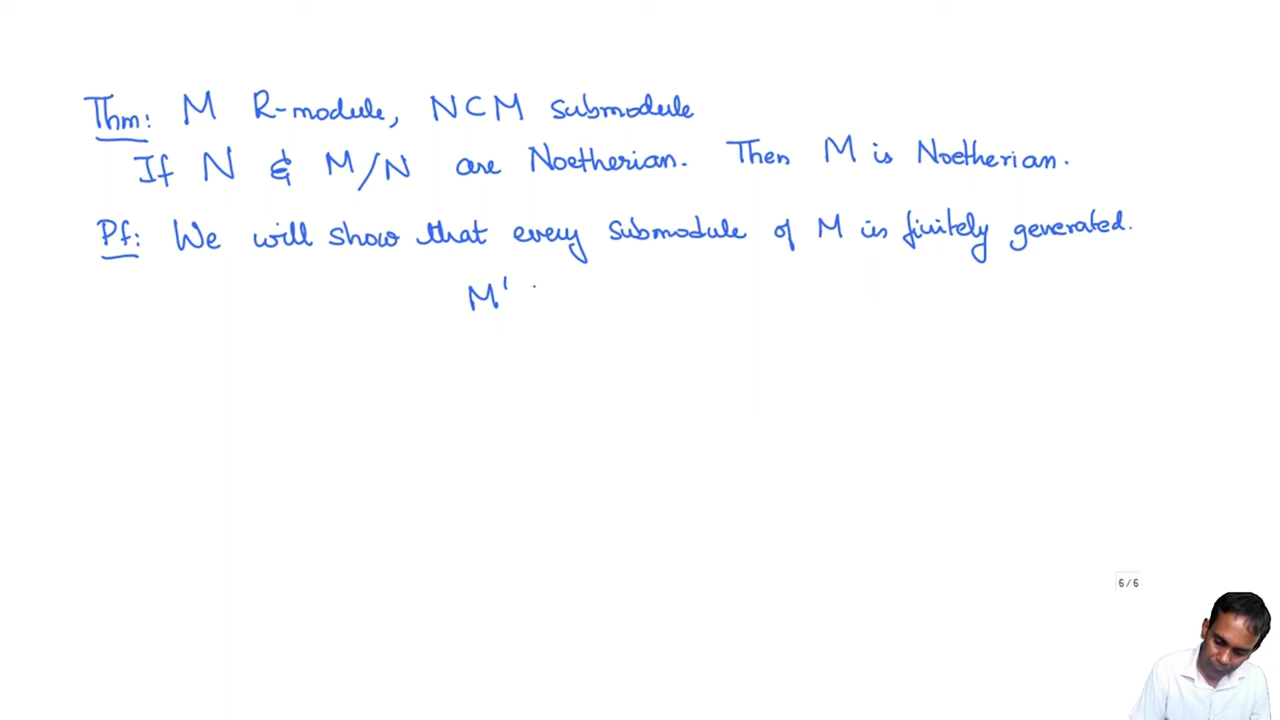 Thm: M R-module, N⊂M submodule
If N & M/N are Noetherian. Then M is Noetherian.
Pf: We will show that every submodule of M is finitely generated.
M'
6/6